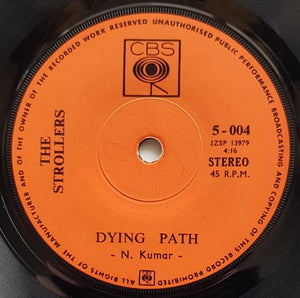 ALL RIGHTS OF THE MANUFACTURER AND OF THE OWNER OF THE RECORDED WORK RESERVED UNAUTHORISED PUBLIC PERFORMANCE BROADCASTING AND COPYING OF THIS RECORD PROHIBITED
CBS
THE
STROLLERS
5-004
JZSP 13979
4:16
STEREO
45 R.P.M.
DYING PATH
- N. Kumar -